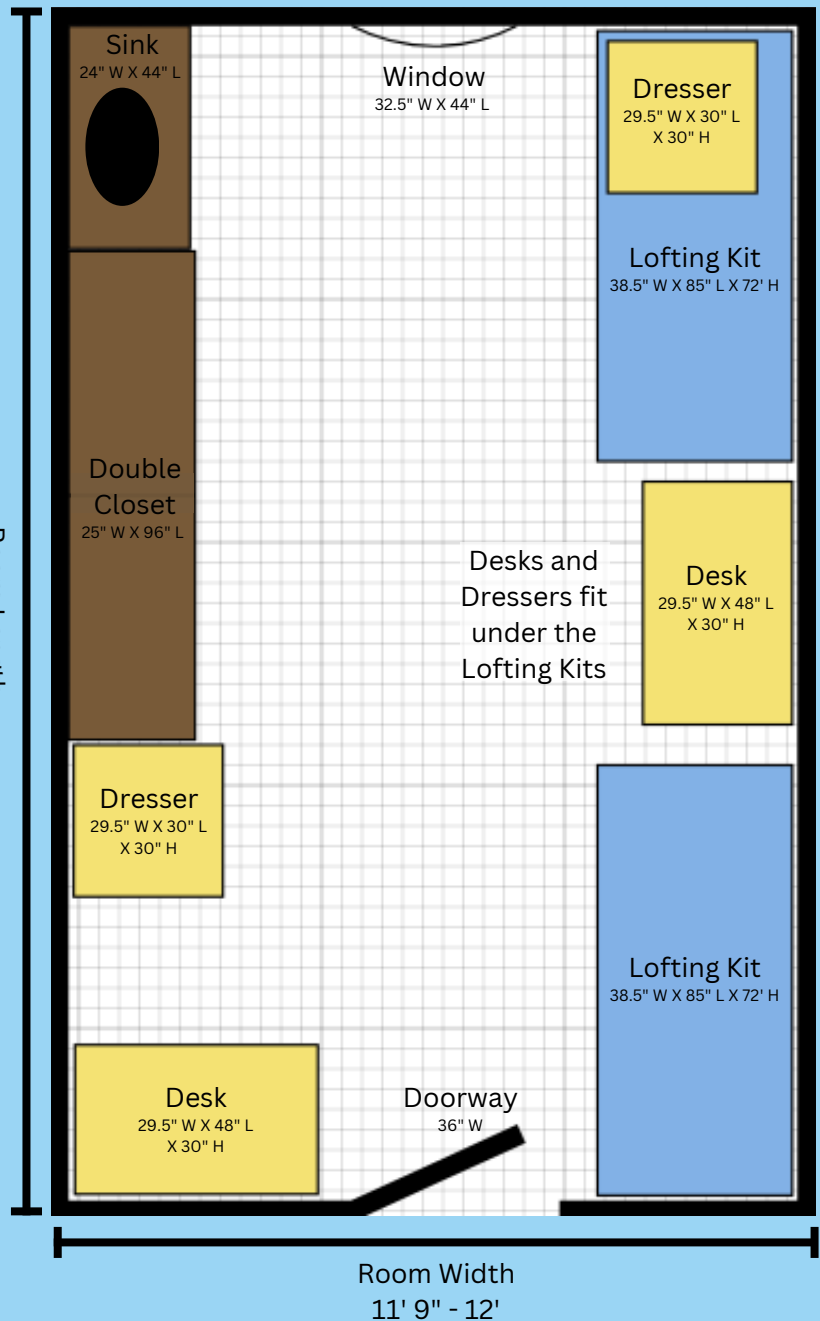 Sink
24" W X 44" L
Window
32.5" W X 44" L
Dresser
29.5" W X 30" L
X 30" H
Lofting Kit
38.5" W X 85" L X 72' H
Double
Closet
25" W X 96" L
Desks and
Dressers fit
under the
Lofting Kits
Desk
29.5" W X 48" L
X 30" H
Dresser
29.5" W X 30" L
X 30" H
Lofting Kit
38.5" W X 85" L X 72' H
Desk
29.5" W X 48" L
X 30" H
Doorway
36" W
Room Width
11' 9" - 12'